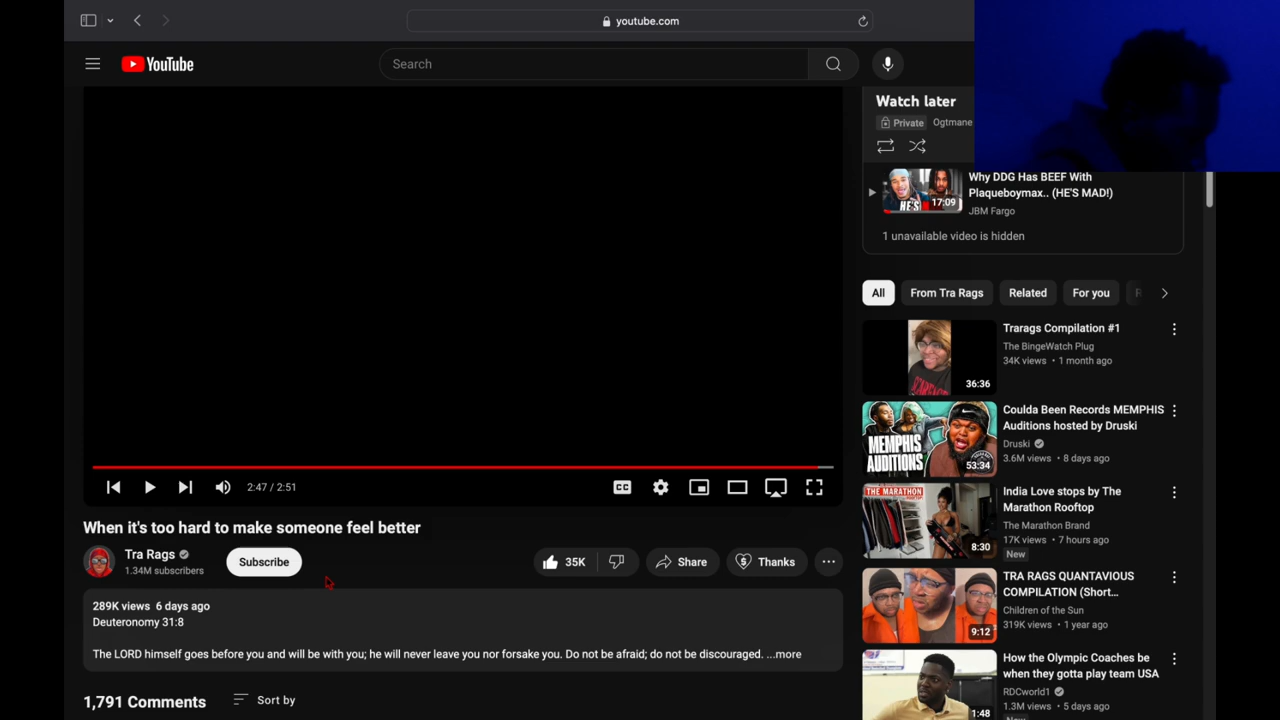 youtube.com
YouTube
Search
2:47 / 2:51
CC
When it's too hard to make someone feel better
Tra Rags
1.34M subscribers
Subscribe
35K
Share
Thanks
289K views 6 days ago
Deuteronomy 31:8
The LORD himself goes before you and will be with you; he will never leave you nor forsake you. Do not be afraid; do not be discouraged. ...more
1,791 Comments
Sort by
Watch later
Private
Ogtmane
HE'S
17:09
Why DDG Has BEEF With
Plaqueboymax.. (HE'S MAD!)
JBM Fargo
1 unavailable video is hidden
All
From Tra Rags
Related
For you
36:36
Trarags Compilation #1
The BingeWatch Plug
34K views • 1 month ago
MEMPHIS
AUDITIONS
53:34
Coulda Been Records MEMPHIS
Auditions hosted by Druski
Druski
3.6M views • 8 days ago
THE MARATHON
ROOFTOP
8:30
India Love stops by The
Marathon Rooftop
The Marathon Brand
17K views • 7 hours ago
New
9:12
TRA RAGS QUANTAVIOUS
COMPILATION (Short...
Children of the Sun
319K views • 1 year ago
1:48
How the Olympic Coaches be
when they gotta play team USA
RDCworld1
1.3M views • 5 days ago
New